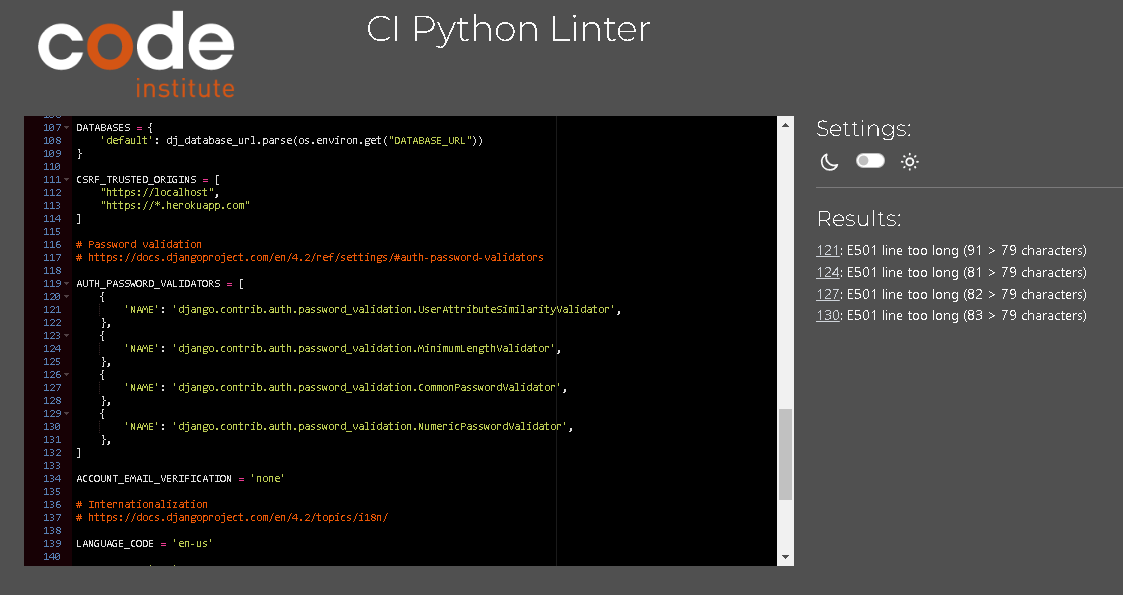 code
institute
CI Python Linter
107 DATABASES = {
108     'default': dj_database_url.parse(os.environ.get("DATABASE_URL"))
109 }
110
111 CSRF_TRUSTED_ORIGINS = [
112     "https://localhost",
113     "https://*.herokuapp.com"
114 ]
115
116 # Password validation
117 # https://docs.djangoproject.com/en/4.2/ref/settings/#auth-password-validators
118
119 AUTH_PASSWORD_VALIDATORS = [
120     {
121         'NAME': 'django.contrib.auth.password_validation.UserAttributeSimilarityValidator',
122     },
123     {
124         'NAME': 'django.contrib.auth.password_validation.MinimumLengthValidator',
125     },
126     {
127         'NAME': 'django.contrib.auth.password_validation.CommonPasswordValidator',
128     },
129     {
130         'NAME': 'django.contrib.auth.password_validation.NumericPasswordValidator',
131     },
132 ]
133
134 ACCOUNT_EMAIL_VERIFICATION = 'none'
135
136 # Internationalization
137 # https://docs.djangoproject.com/en/4.2/topics/i18n/
138
139 LANGUAGE_CODE = 'en-us'
140
Settings:
Results:
121: E501 line too long (91 > 79 characters)
124: E501 line too long (81 > 79 characters)
127: E501 line too long (82 > 79 characters)
130: E501 line too long (83 > 79 characters)